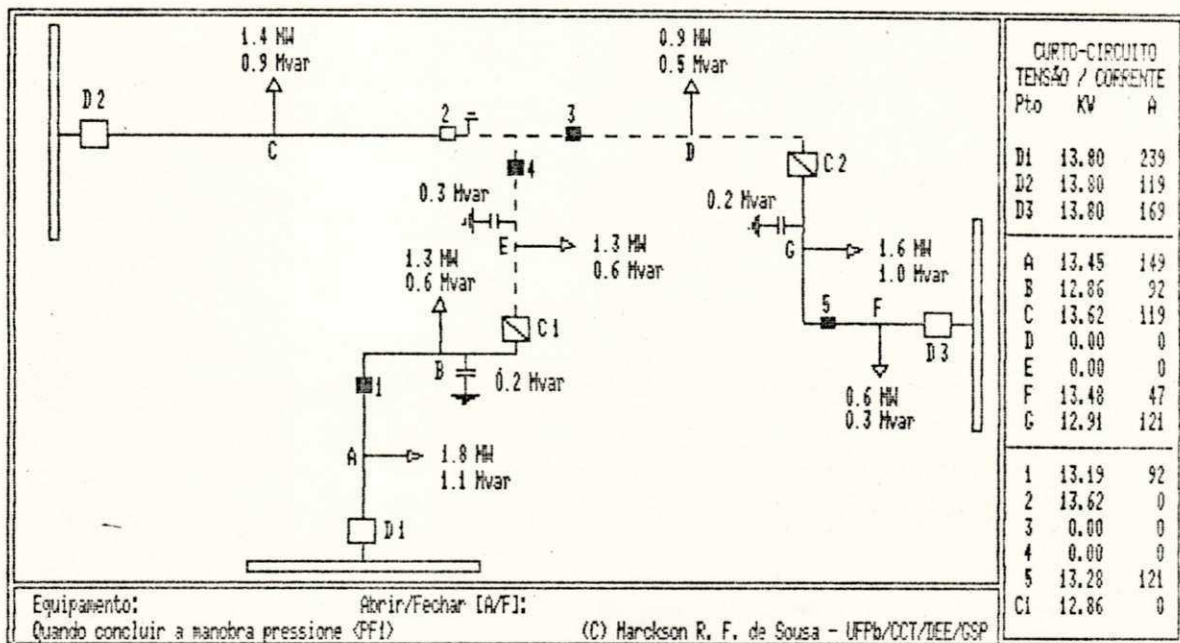 1.4 MW
0.9 Mvar
0.9 MW
0.5 Mvar
D2
2
3
C
D
4
C2
0.3 Mvar
0.2 Mvar
E
1.3 MW
0.6 Mvar
1.3 MW
0.6 Mvar
G
1.6 MW
1.0 Mvar
C1
5
F
D3
B
0.2 Mvar
1
0.6 MW
0.3 Mvar
A
1.8 MW
1.1 Mvar
D1
CURTO-CIRCUITO
TENSÃO / CORRENTE
Pto KW A
D1 13.80 239
D2 13.80 119
D3 13.80 169
A 13.45 149
B 12.86 92
C 13.62 119
D 0.00 0
E 0.00 0
F 13.48 47
G 12.91 121
1 13.19 92
2 13.62 0
3 0.00 0
4 0.00 0
5 13.28 121
C1 12.86 0
Equipamento: Abrir/Fechar [A/F]:
Quando concluir a manobra pressione <PF1> (C) Marckson R. F. de Sousa - UFPb/CCT/DEE/GSP